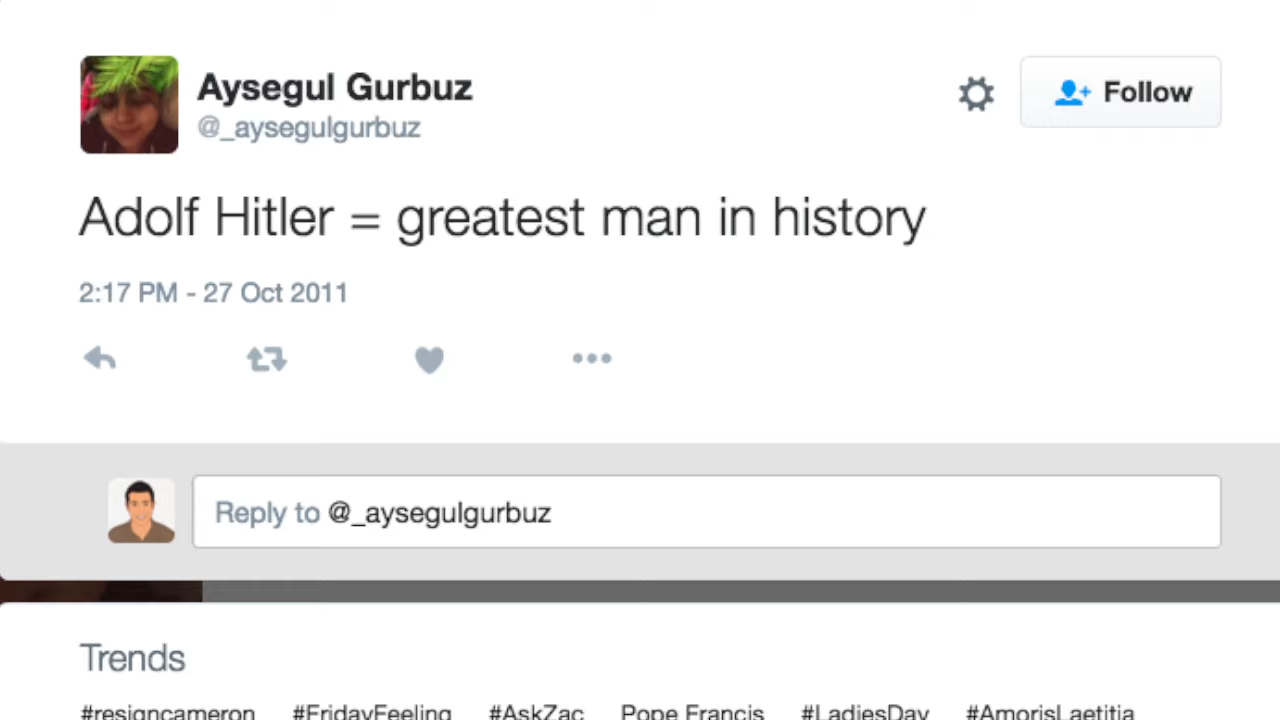 Aysegul Gurbuz
@_aysegulgurbuz
Follow
Adolf Hitler = greatest man in history
2:17 PM - 27 Oct 2011
Reply to @_aysegulgurbuz
Trends
#resigncameron #FridayFeeling #AskZac Pope Francis #LadiesDay #AmorisLaetitia